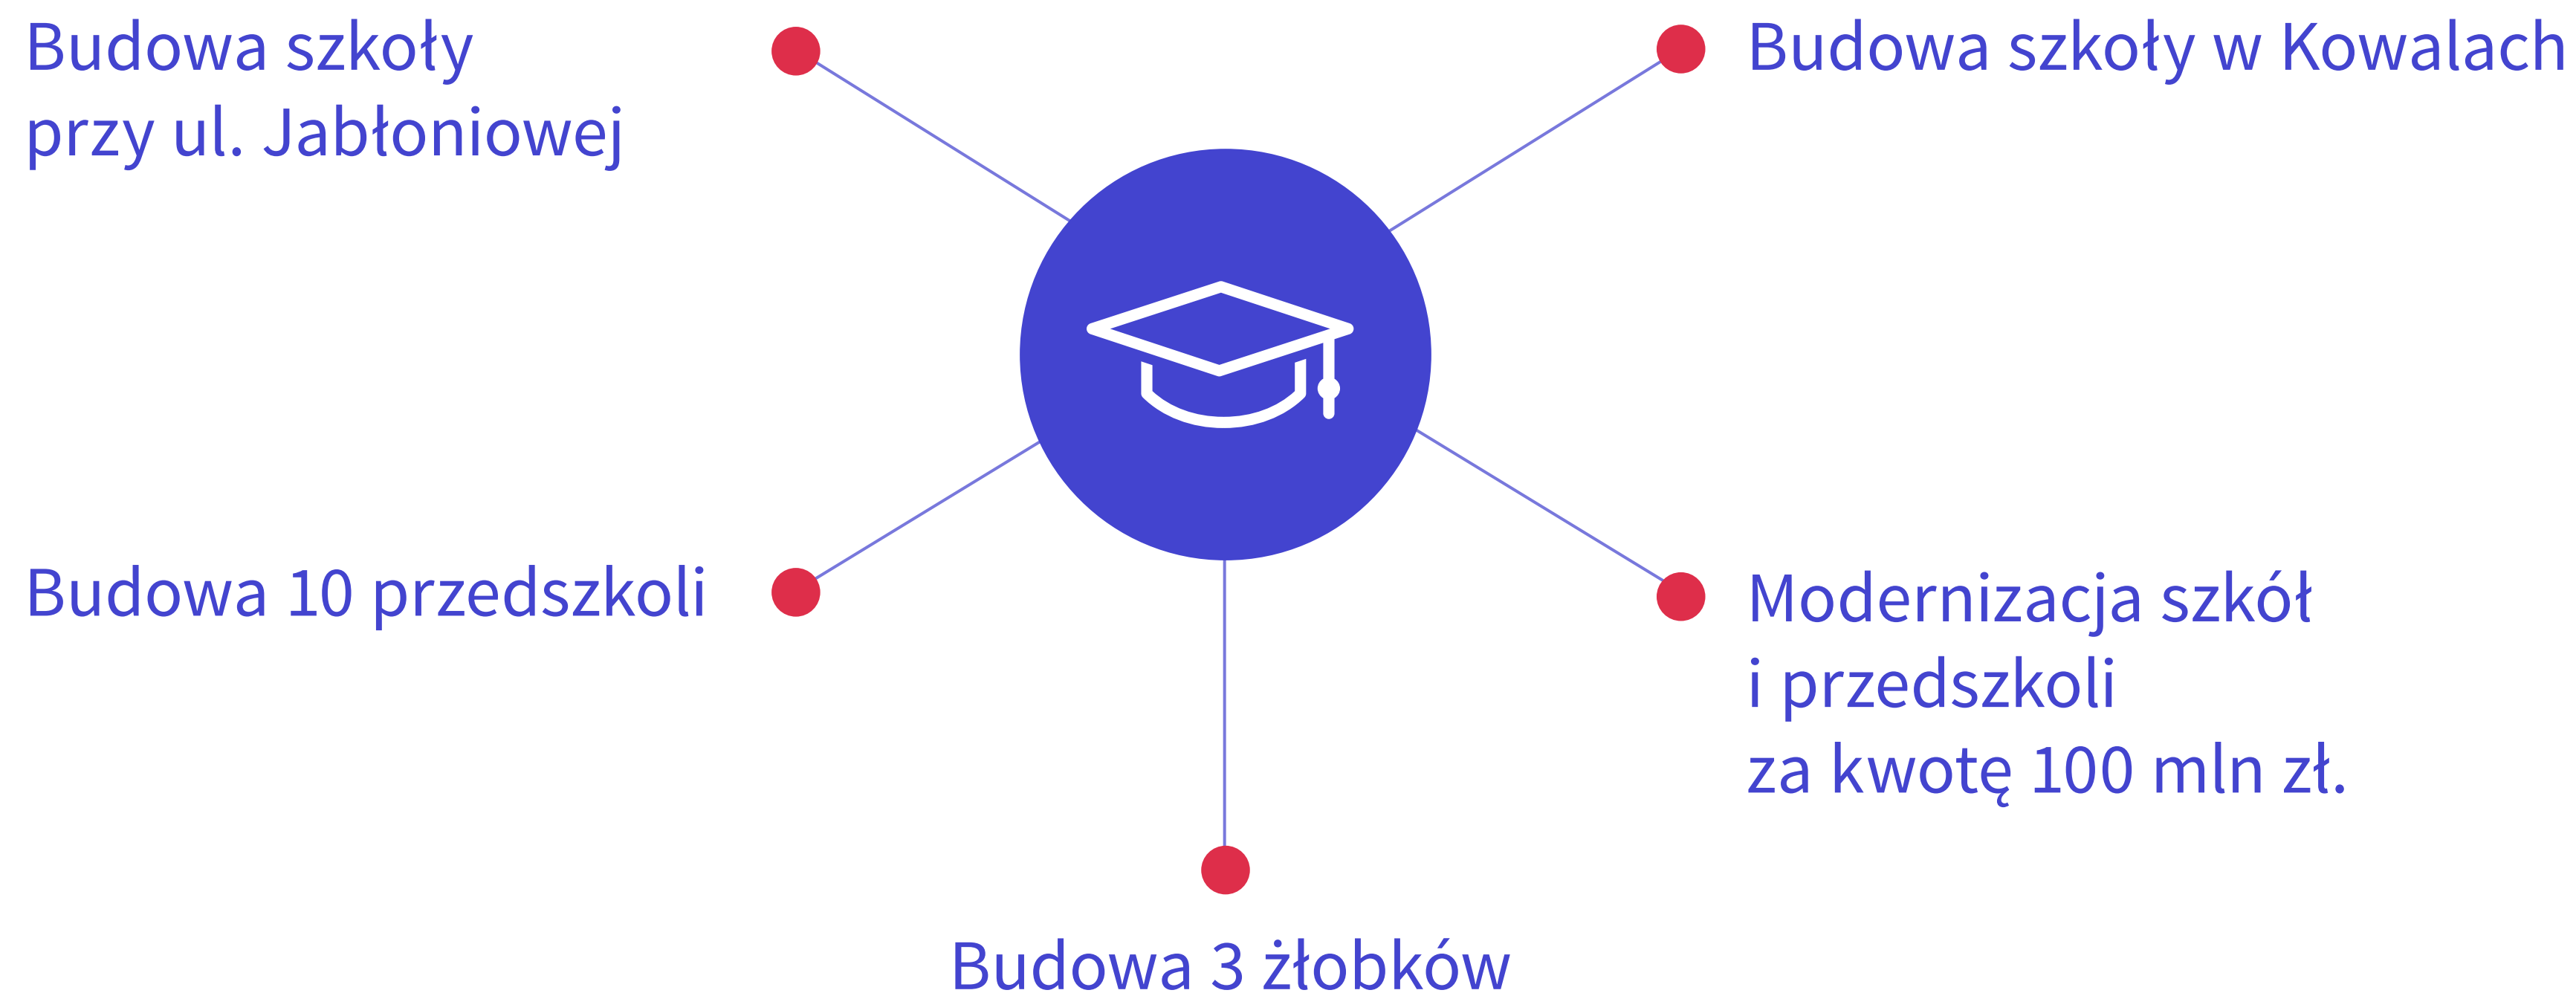 Budowa szkoły
przy ul. Jabłoniowej
Budowa szkoły w Kowalach
Budowa 10 przedszkoli
Modernizacja szkół
i przedszkoli
za kwotę 100 mln zł.
Budowa 3 żłobków